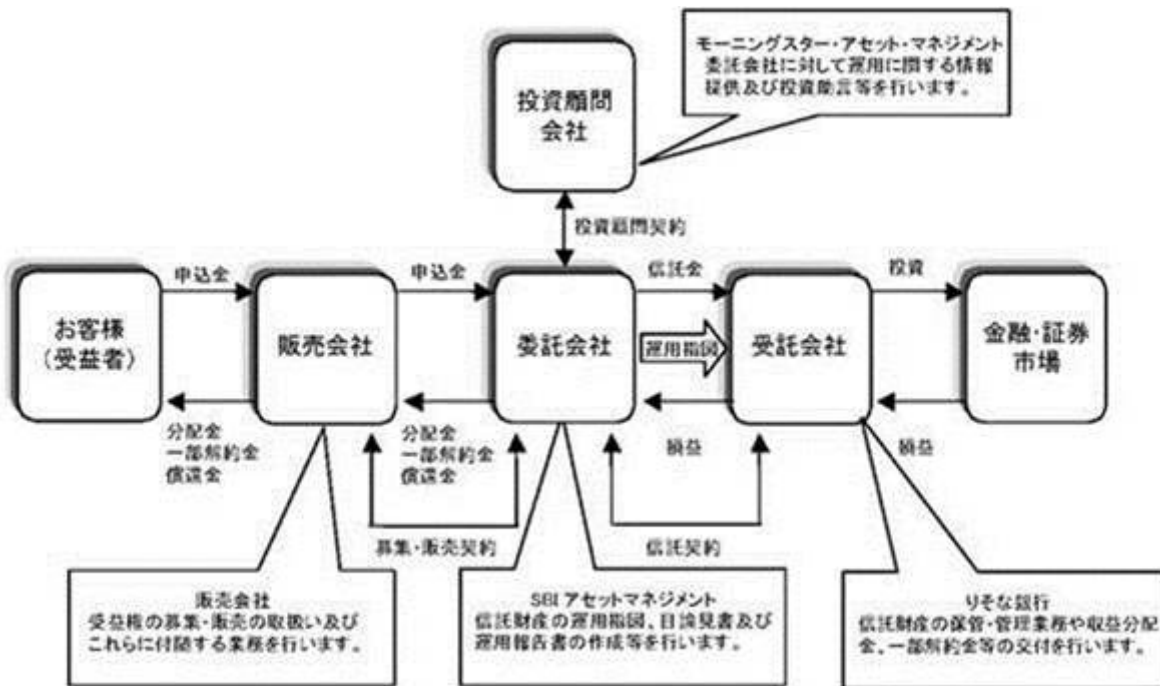 モーニングスター・アセット・マネジメント
委託会社に対して運用に関する情報
提供及び投資助言等を行います。
投資顧問
会社
投資顧問契約
申込金
申込金
信託金
投資
お客様
（受益者）
販売会社
委託会社
運用指図
受託会社
金融・証券
市場
分配金
一部解約金
償還金
分配金
一部解約金
償還金
損益
損益
募集・販売契約
信託契約
販売会社
受益権の募集・販売の取扱い及び
これらに付随する業務を行います。
SBI アセットマネジメント
信託財産の運用指図、目論見書及び
運用報告書の作成等を行います。
りそな銀行
信託財産の保管・管理業務や収益分配
金、一部解約金等の交付を行います。